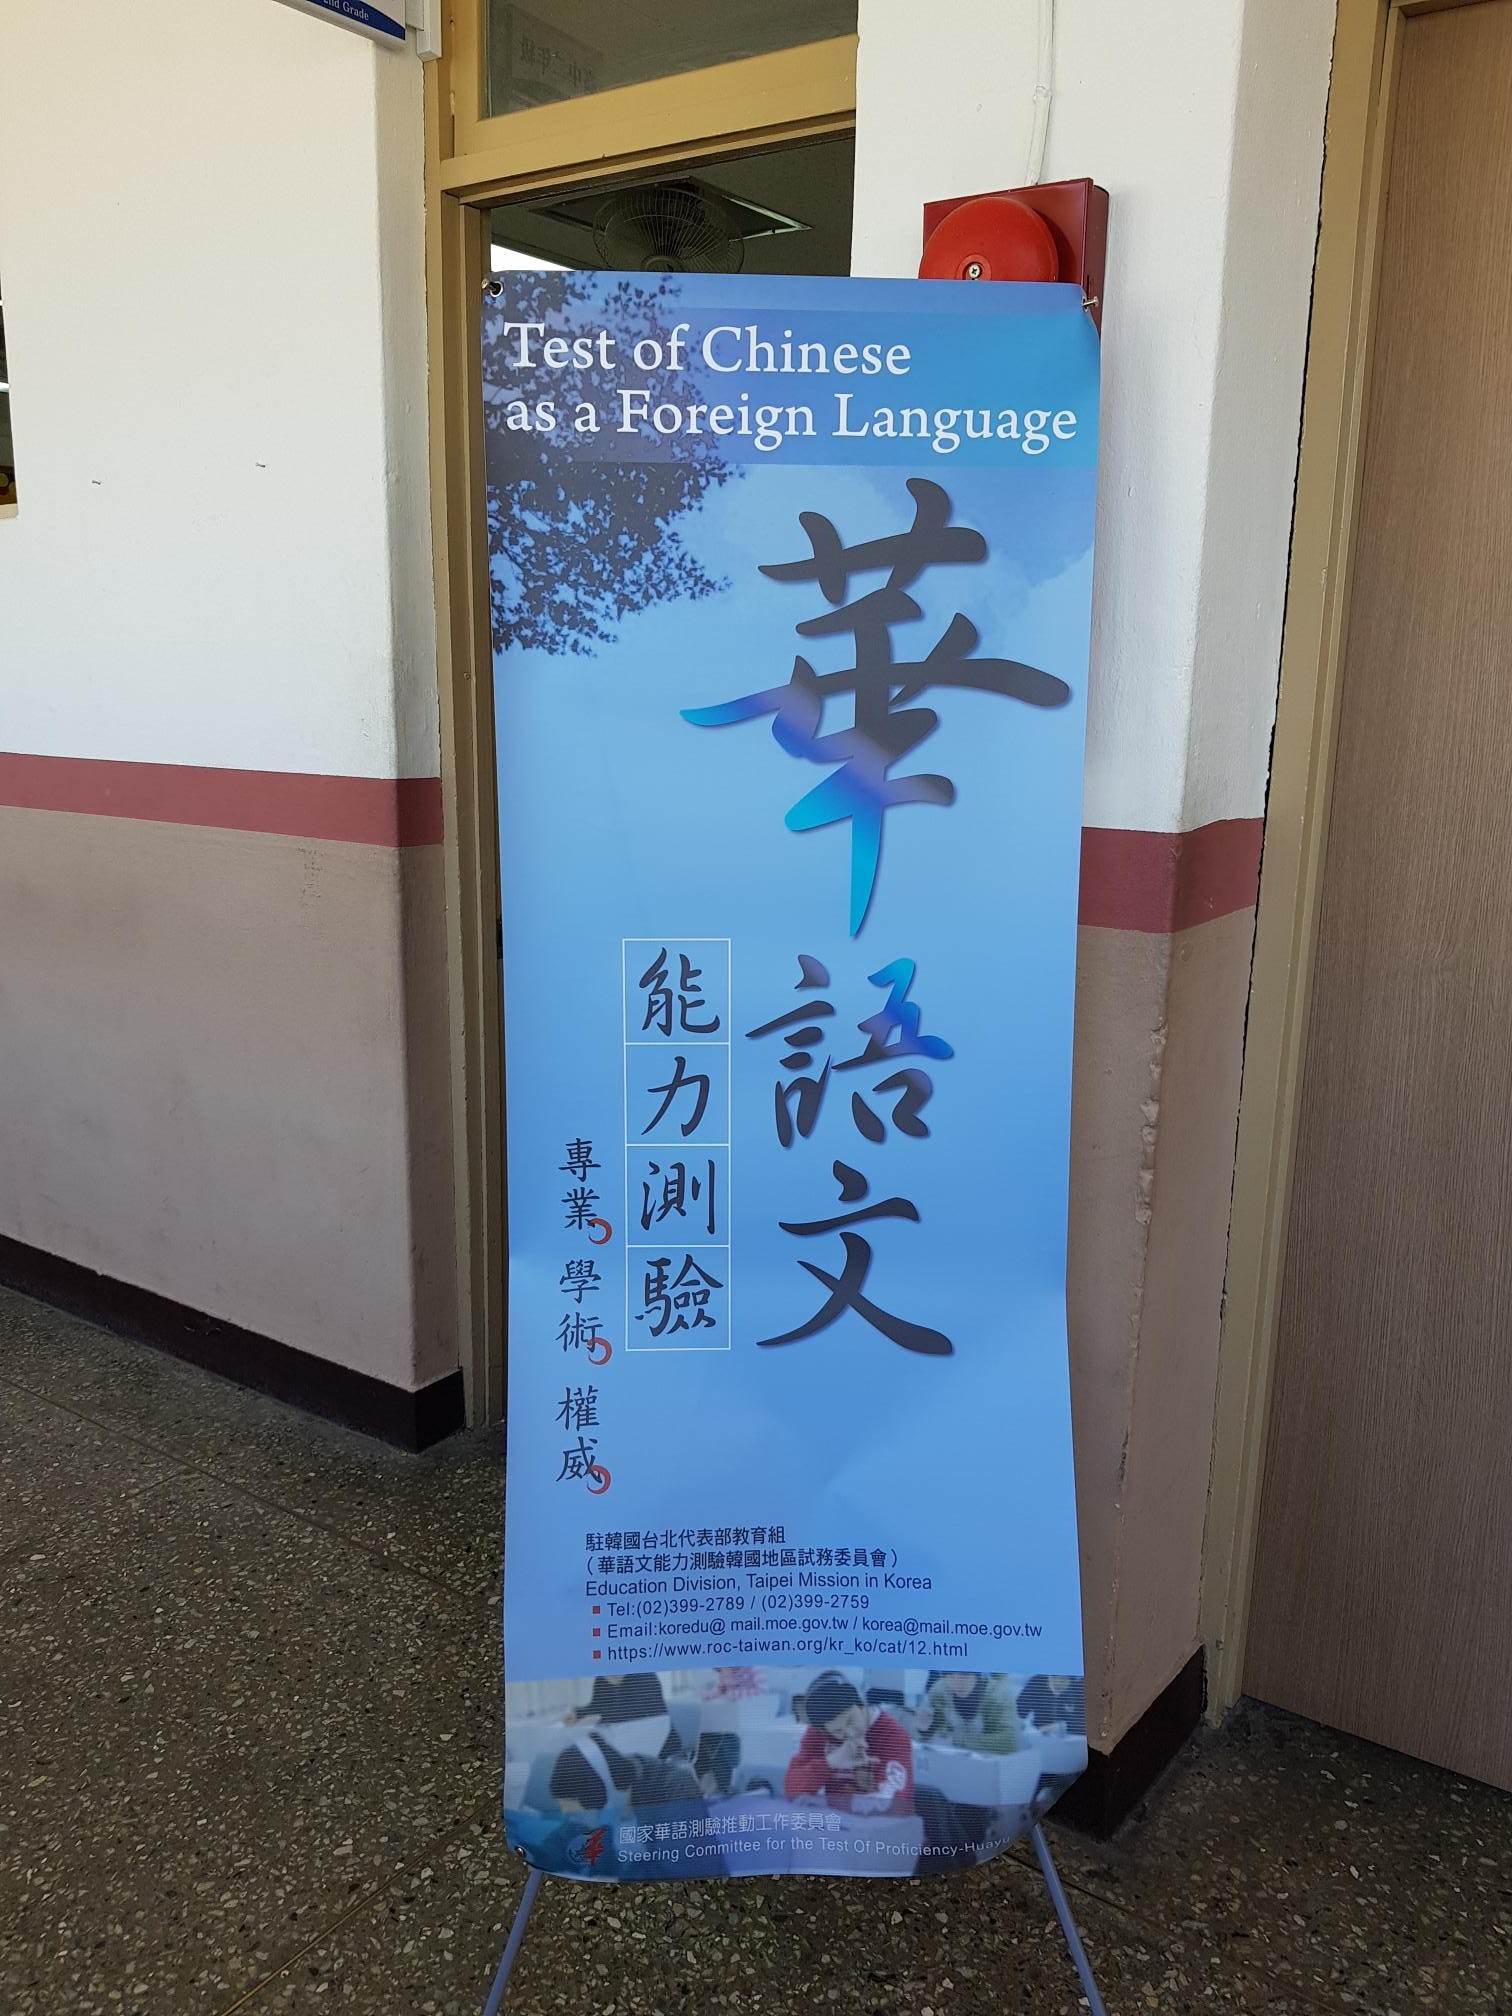 2nd Grade
Test of Chinese
as a Foreign Language
華語文
能力測驗
專業 學術 權威
駐韓國台北代表部教育組
(華語文能力測驗韓國地區試務委員會)
Education Division, Taipei Mission in Korea
Tel:(02)399-2789 / (02)399-2759
Email:koredu@ mail.moe.gov.tw / korea@mail.moe.gov.tw
https://www.roc-taiwan.org/kr_ko/cat/12.html
國家華語測驗推動工作委員會
Steering Committee for the Test Of Proficiency-Huayu